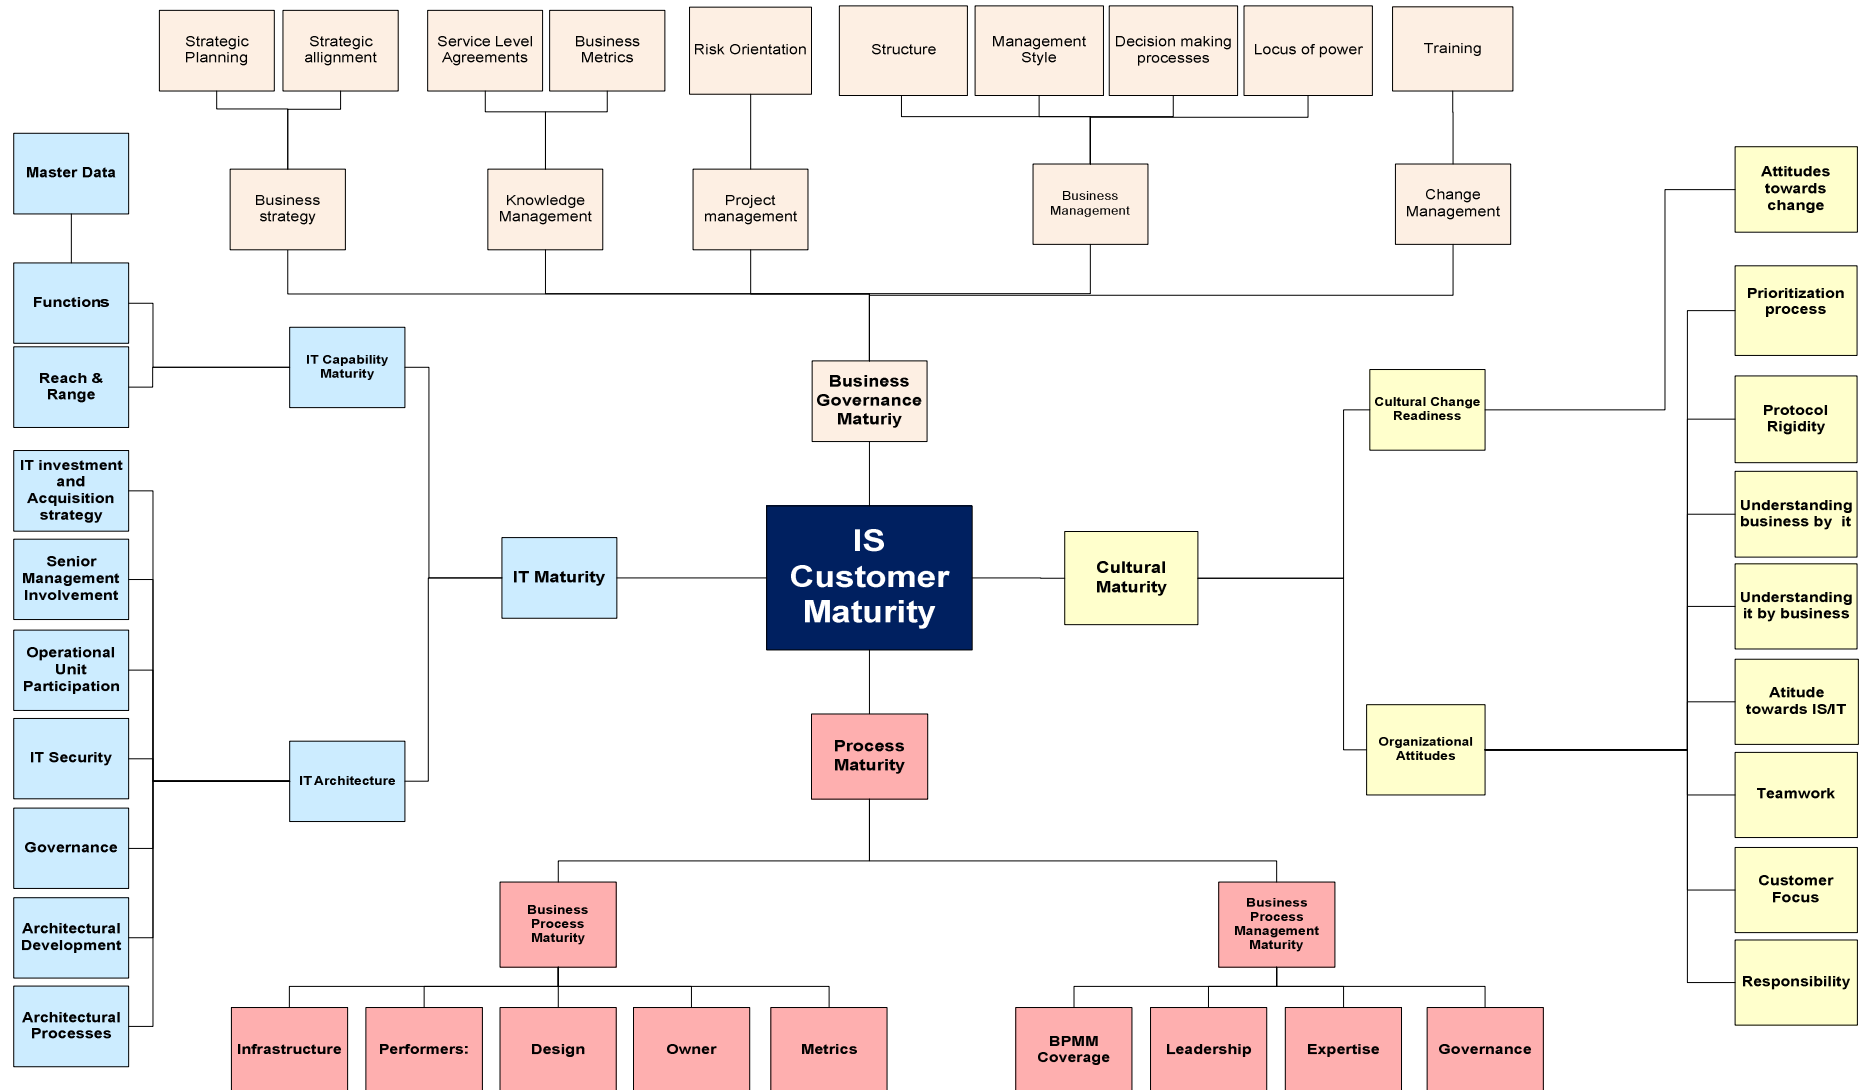 Strategic
Planning
Strategic
allignment
Service Level
Agreements
Business
Metrics
Risk Orientation
Structure
Management
Style
Decision making
processes
Locus of power
Training
Master Data
Business
strategy
Knowledge
Management
Project
management
Business
Management
Change
Management
Attitudes
towards
change
Functions
Reach &
Range
IT Capability
Maturity
Business
Governance
Maturiy
Cultural Change
Readiness
Prioritization
process
Protocol
Rigidity
IT investment
and
Acquisition
strategy
Senior
Management
Involvement
Operational
Unit
Participation
IT Security
Governance
Architectural
Development
Architectural
Processes
IT Maturity
IT Architecture
IS
Customer
Maturity
Cultural
Maturity
Organizational
Attitudes
Understanding
business by it
Understanding
it by business
Atitude
towards IS/IT
Teamwork
Customer
Focus
Responsibility
Process
Maturity
Business
Process
Maturity
Business
Process
Management
Maturity
Infrastructure
Performers:
Design
Owner
Metrics
BPMM
Coverage
Leadership
Expertise
Governance